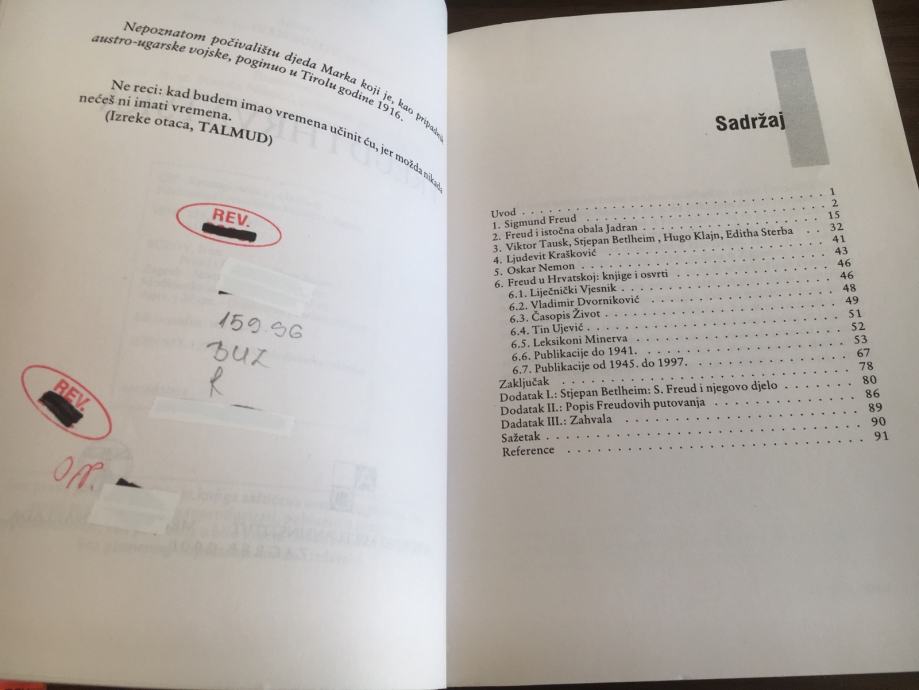 Nepoznatom počivalištu djeda Marka koji je, kao pripadnik
austro-ugarske vojske, poginuo u Tirolu godine 1916.
Ne reci: kad budem imao vremena učinit ću, jer možda nikada
nećeš ni imati vremena.
(Izreke otaca, TALMUD)
REV.
159.96
BUZ
R
REV.
Sadržaj
Uvod . . . 1
1. Sigmund Freud . . . 2
2. Freud i istočna obala Jadran . . . 15
3. Viktor Tausk, Stjepan Betlheim , Hugo Klajn, Editha Sterba 32
4. Ljudevit Krašković . . . 41
5. Oskar Nemon . . . 43
6. Freud u Hrvatskoj: knjige i osvrti . . . 46
6.1. Liječnički Vjesnik . . . 46
6.2. Vladimir Dvorniković . . . 48
6.3. Časopis Život . . . 49
6.4. Tin Ujević . . . 51
6.5. Leksikoni Minerva . . . 52
6.6. Publikacije do 1941. . . . 53
6.7. Publikacije od 1945. do 1997. . . . 67
Zaključak . . . 78
Dodatak I.: Stjepan Betlheim: S. Freud i njegovo djelo . . . 80
Dodatak II.: Popis Freudovih putovanja . . . 86
Dadatak III.: Zahvala . . . 89
Sažetak . . . 90
Reference . . . 91